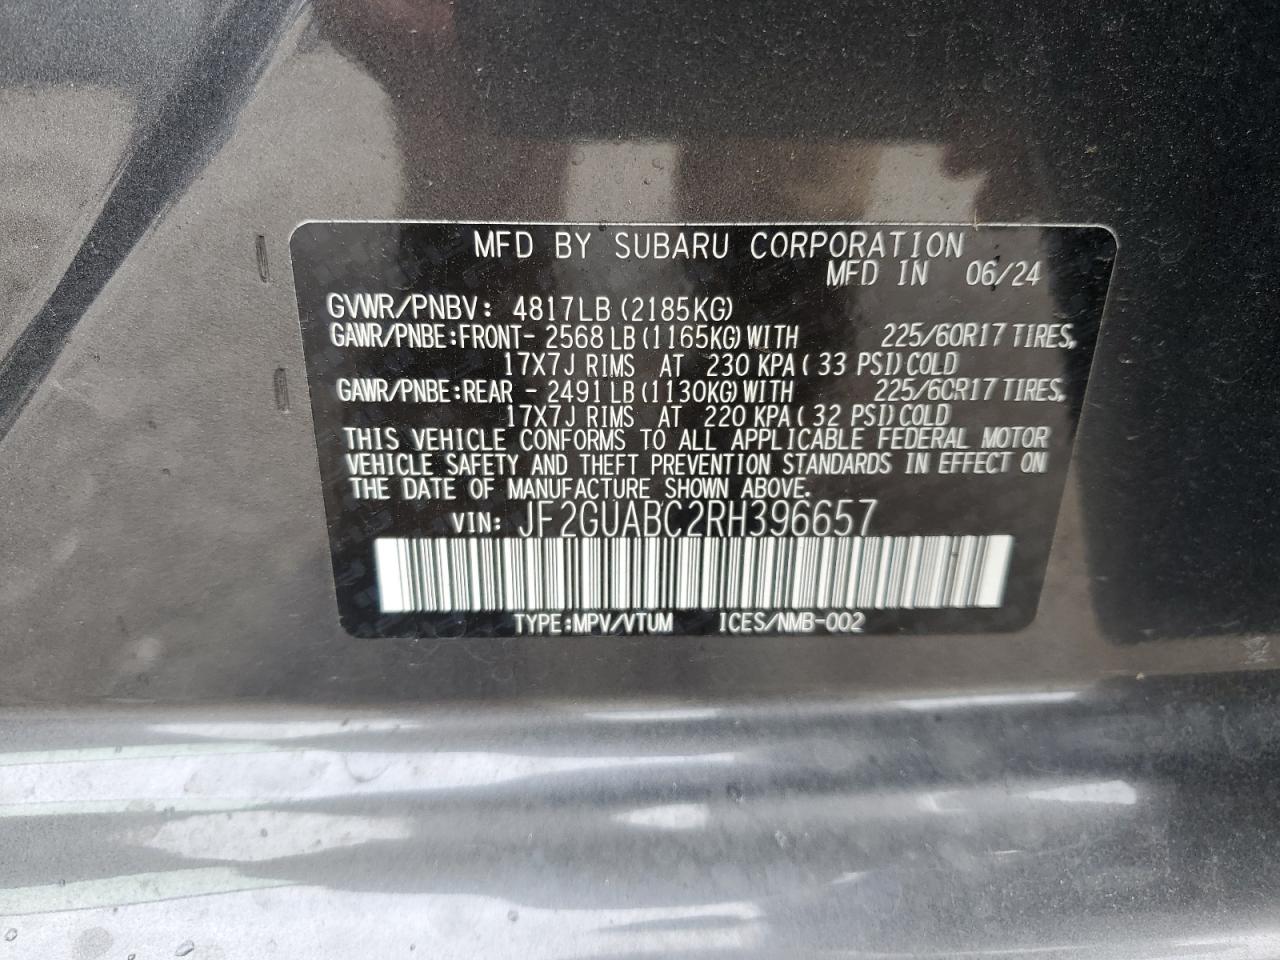 MFD BY SUBARU CORPORATION
MFD IN 06/24
GVWR/PNBV: 4817LB (2185KG)
GAWR/PNBE:FRONT- 2568 LB (1165KG) WITH 225/60R17 TIRES,
17X7J RIMS AT 230 KPA ( 33 PSI) COLD
GAWR/PNBE:REAR - 2491 LB (1130KG) WITH 225/60R17 TIRES,
17X7J RIMS AT 220 KPA ( 32 PSI) COLD
THIS VEHICLE CONFORMS TO ALL APPLICABLE FEDERAL MOTOR
VEHICLE SAFETY AND THEFT PREVENTION STANDARDS IN EFFECT ON
THE DATE OF MANUFACTURE SHOWN ABOVE.
VIN: JF2GUABC2RH396657
TYPE:MPV/VTUM ICES/NMB-002